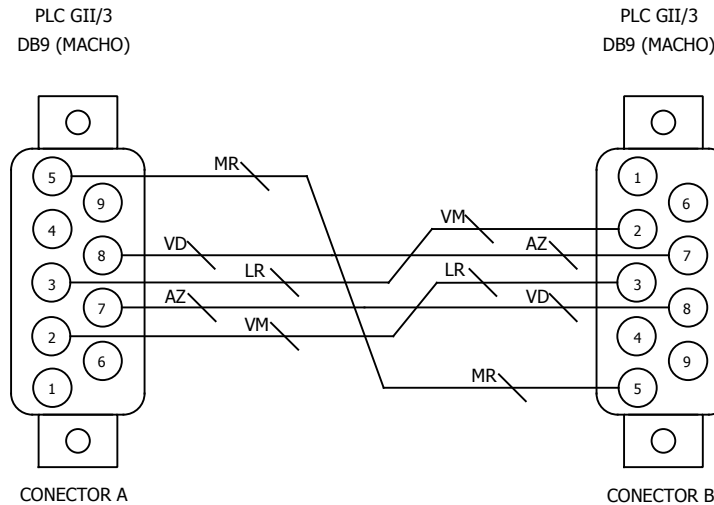 PLC GII/3
DB9 (MACHO)
PLC GII/3
DB9 (MACHO)
5
9
4
8
3
7
2
6
1
MR
VD
LR
AZ
VM
VM
AZ
LR
VD
MR
1
6
2
7
3
8
4
9
5
CONECTOR A
CONECTOR B